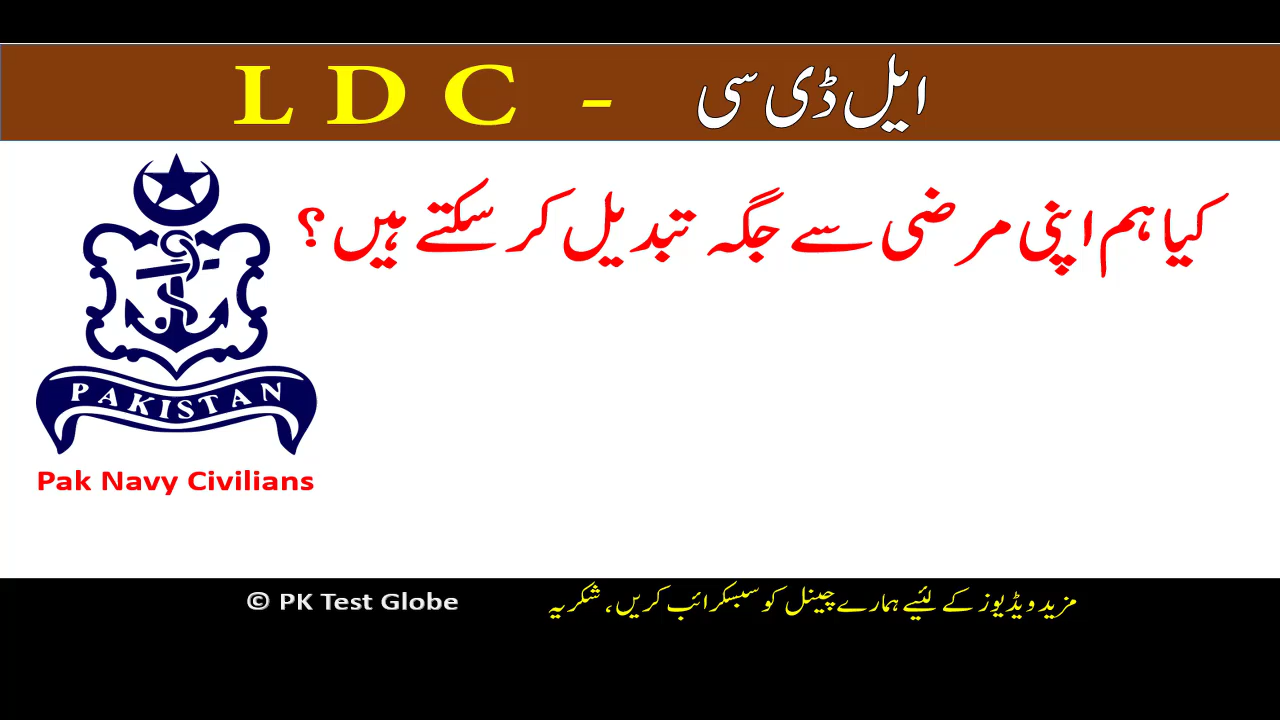 LDC - ایل ڈی سی
کیا ہم اپنی مرضی سے جگہ تبدیل کر سکتے ہیں؟
PAKISTAN
Pak Navy Civilians
© PK Test Globe
مزید ویڈیوز کے لئیے ہمارے چینل کو سبسکرائب کریں، شکریہ